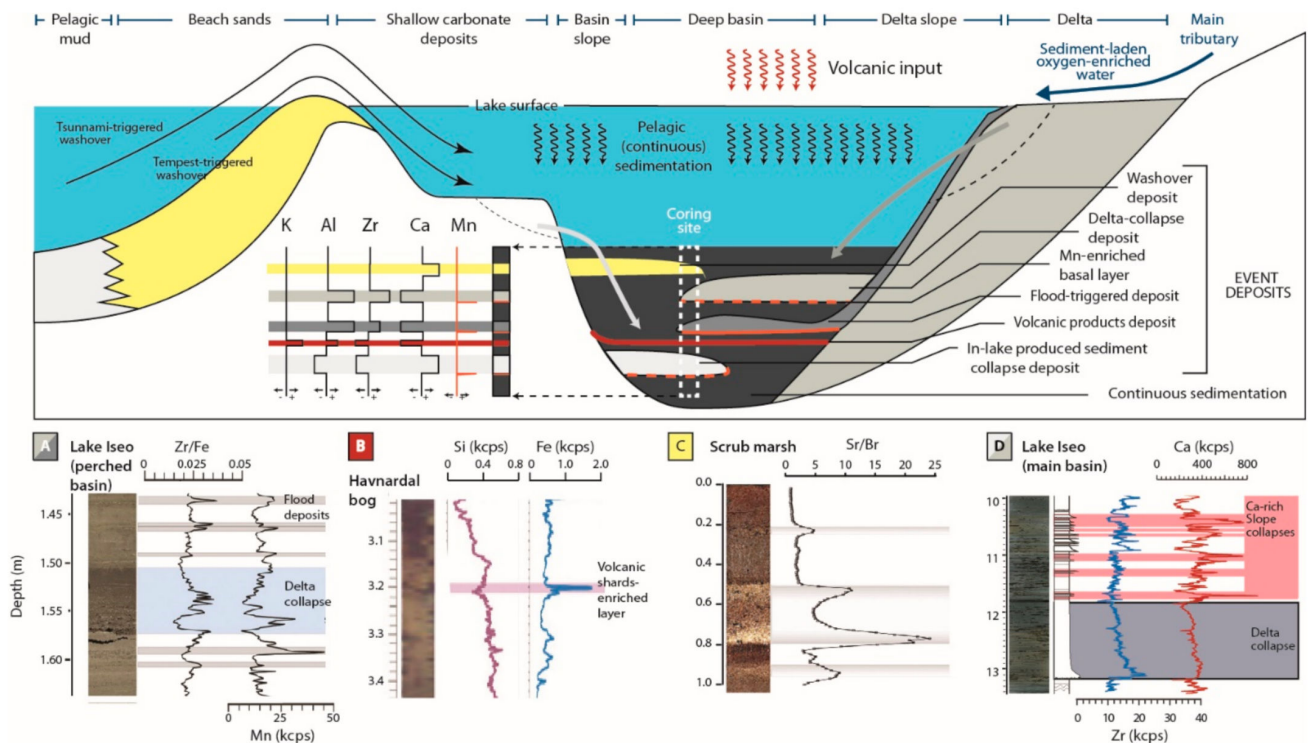 Pelagic mud
Beach sands
Shallow carbonate deposits
Basin slope
Deep basin
Delta slope
Delta
Main tributary
Sediment-laden
oxygen-enriched
water
Volcanic input
Lake surface
Tsunami-triggered
washover
Tempest-triggered
washover
Pelagic
(continuous)
sedimentation
Coring
site
K Al Zr Ca Mn
- + - + - + - + - +
Washover
deposit
Delta-collapse
deposit
Mn-enriched
basal layer
Flood-triggered deposit
Volcanic products deposit
In-lake produced sediment
collapse deposit
Continuous sedimentation
EVENT
DEPOSITS
A Lake Iseo
(perched
basin)
Zr/Fe
0 0.025 0.05
Depth (m)
1.45
1.50
1.55
1.60
Flood
deposits
Delta
collapse
0 50
Mn (kcps)
B
Havnardal
bog
Si (kcps) Fe (kcps)
0 0.4 0.8 0 1.0 2.0
3.1
3.2
3.3
3.4
Volcanic
shards-
enriched
layer
C Scrub marsh
Sr/Br
0 5 10 15 20 25
0.0
0.2
0.4
0.6
0.8
1.0
D Lake Iseo
(main basin)
Ca (kcps)
0 400 800
10
11
12
13
Ca-rich
Slope
collapses
Delta
collapse
0 10 20 30 40
Zr (kcps)